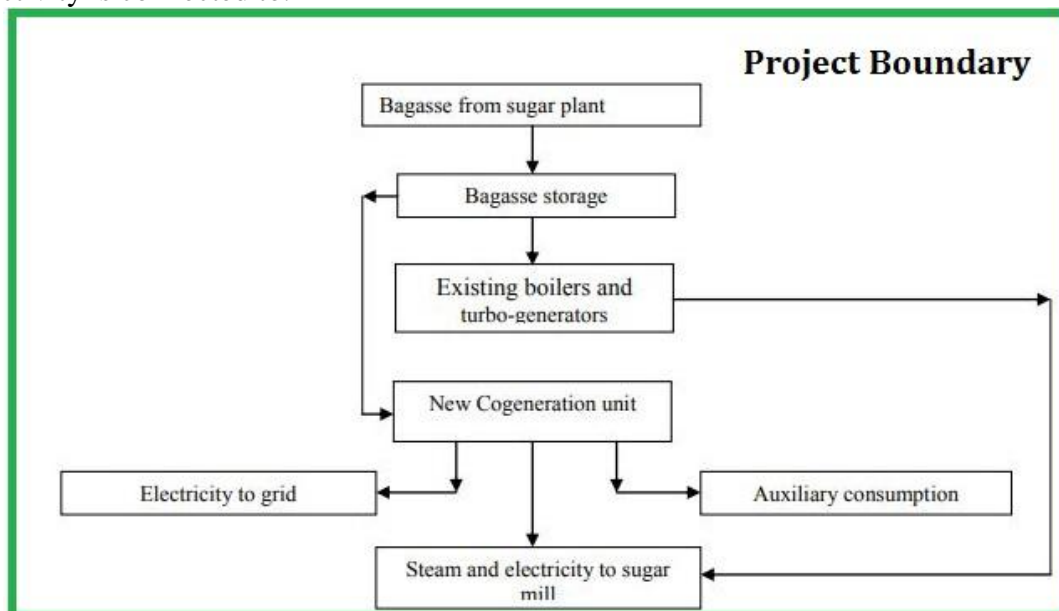 Project Boundary
Bagasse from sugar plant
Bagasse storage
Existing boilers and
turbo-generators
New Cogeneration unit
Electricity to grid
Auxiliary consumption
Steam and electricity to sugar
mill